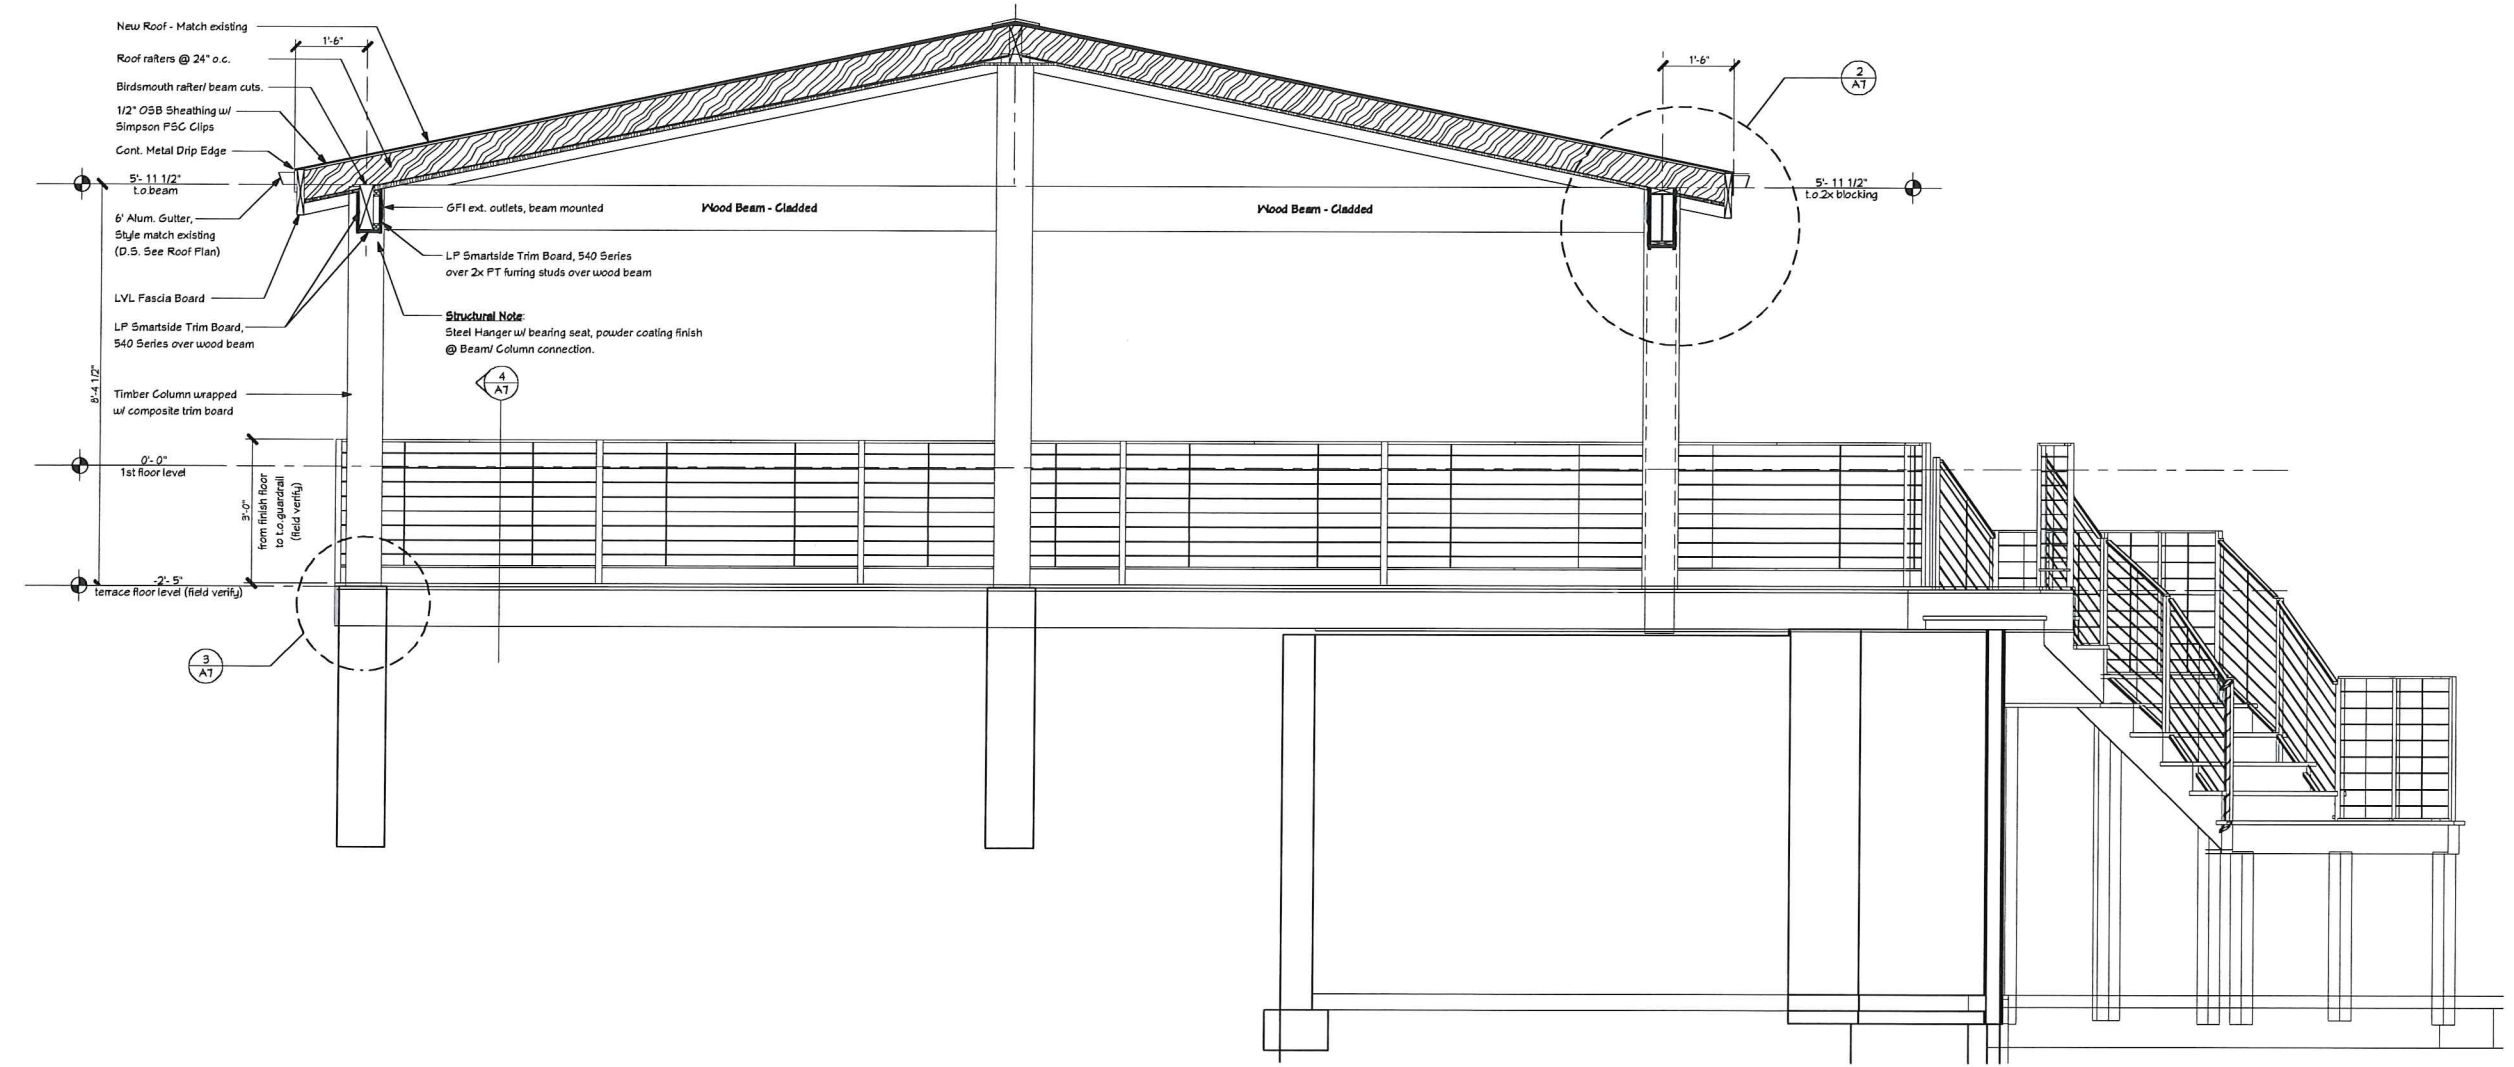 New Roof - Match existing
1'-6"
Roof rafters @ 24" o.c.
Birdsmouth rafter/ beam cuts.
1/2" OSB Sheathing w/
Simpson PSC Clips
Cont. Metal Drip Edge
5'- 11 1/2"
t.o.beam
6' Alum. Gutter,
Style match existing
(D.S. See Roof Plan)
LVL Fascia Board
LP Smartside Trim Board,
540 Series over wood beam
Timber Column wrapped
w/ composite trim board
8'-4 1/2"
0'- 0"
1st floor level
3'-0"
from finish floor
to t.o.guardrail
(field verify)
-2'- 5"
terrace floor level (field verify)
3
A7
GFI ext. outlets, beam mounted
LP Smartside Trim Board, 540 Series
over 2x PT furring studs over wood beam
Structural Note:
Steel Hanger w/ bearing seat, powder coating finish
@ Beam/ Column connection.
4
A7
Wood Beam - Cladded
Wood Beam - Cladded
1'-6"
2
A7
5'- 11 1/2"
t.o.2x blocking